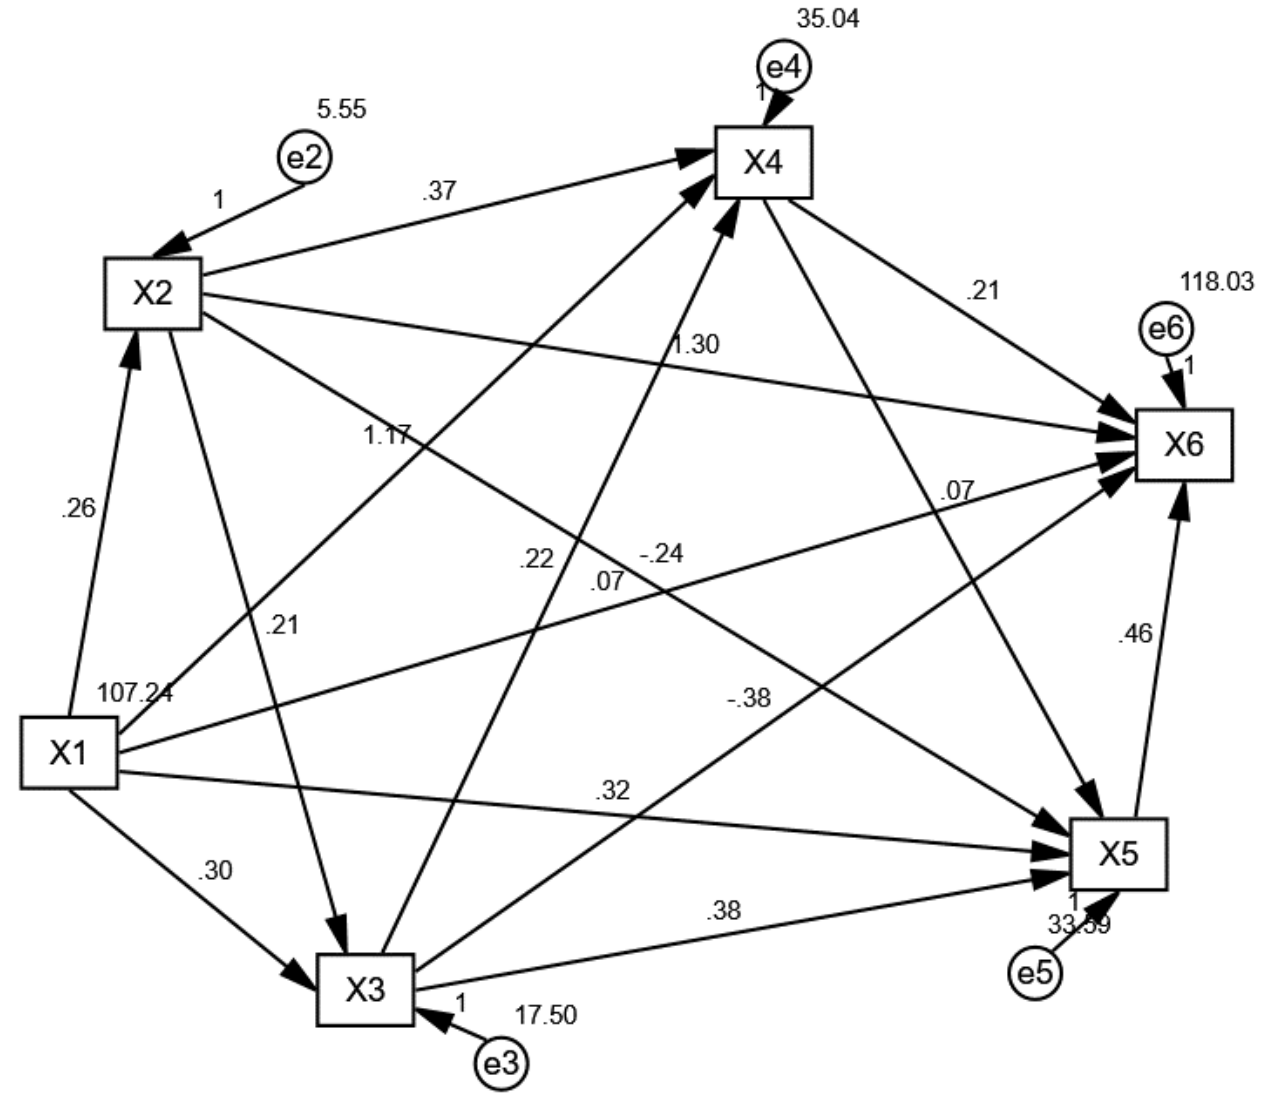 35.04
e4
1
5.55
e2
X4
1
.37
X2
.21
118.03
e6
1
1.30
1.17
X6
.07
.26
.22
-.24
.07
.21
.46
107.24
-.38
X1
.32
X5
.30
.38
1
33.59
e5
X3
1
17.50
e3